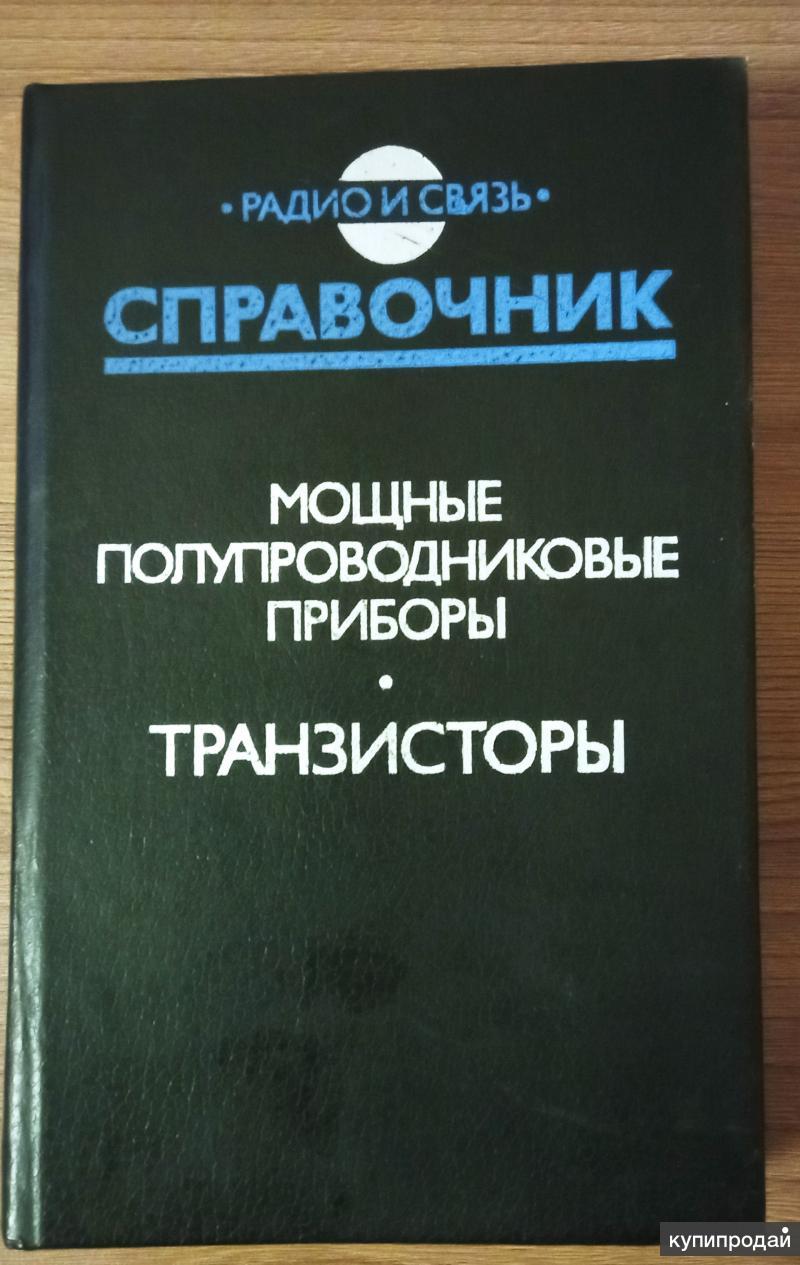 • РАДИО И СВЯЗЬ •
СПРАВОЧНИК
МОЩНЫЕ
ПОЛУПРОВОДНИКОВЫЕ
ПРИБОРЫ
•
ТРАНЗИСТОРЫ
купипродай